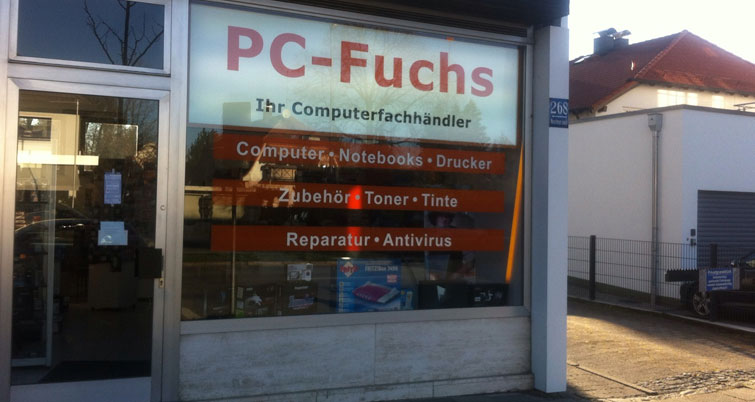 PC-Fuchs
Ihr Computerfachhändler
Computer · Notebooks · Drucker
Zubehör · Toner · Tinte
Reparatur · Antivirus
268